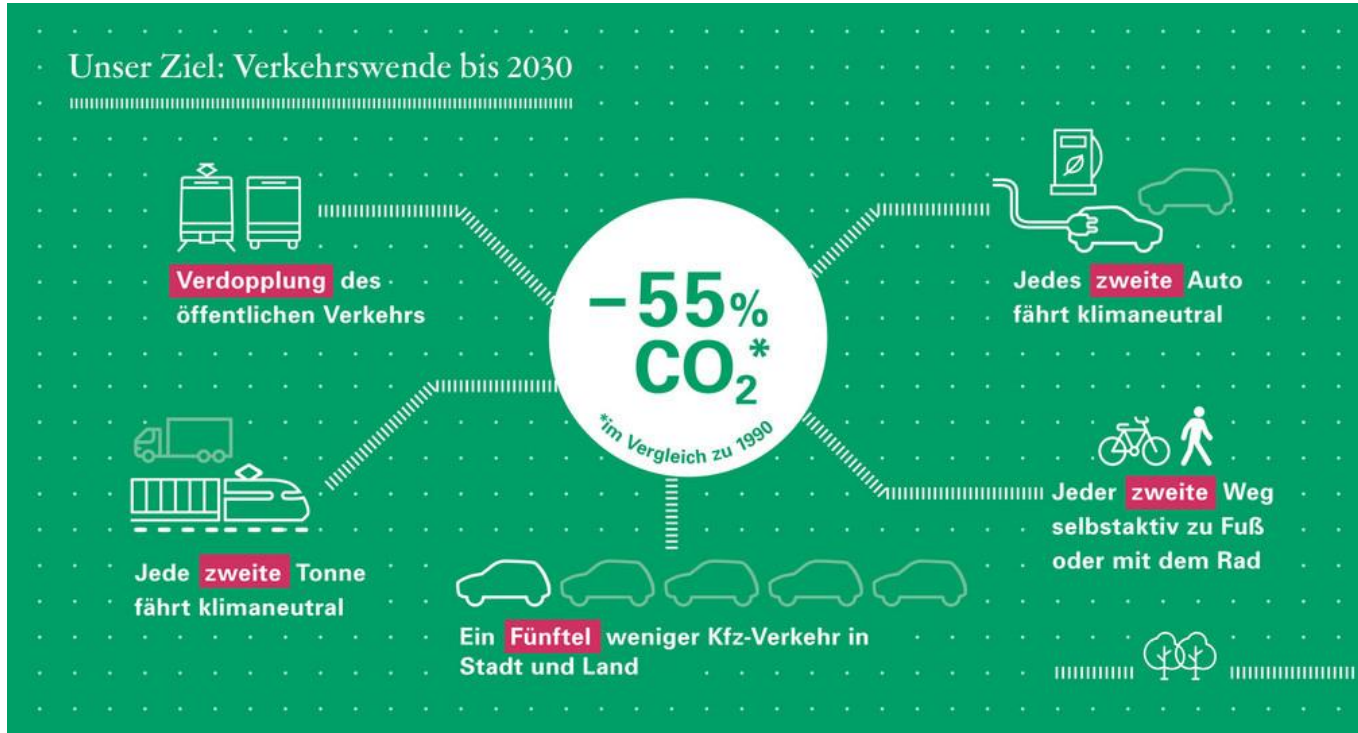 Unser Ziel: Verkehrswende bis 2030
Verdopplung des
öffentlichen Verkehrs
Jedes zweite Auto
fährt klimaneutral
−55%
CO₂*
*im Vergleich zu 1990
Jede zweite Tonne
fährt klimaneutral
Jeder zweite Weg
selbstaktiv zu Fuß
oder mit dem Rad
Ein Fünftel weniger Kfz-Verkehr in
Stadt und Land